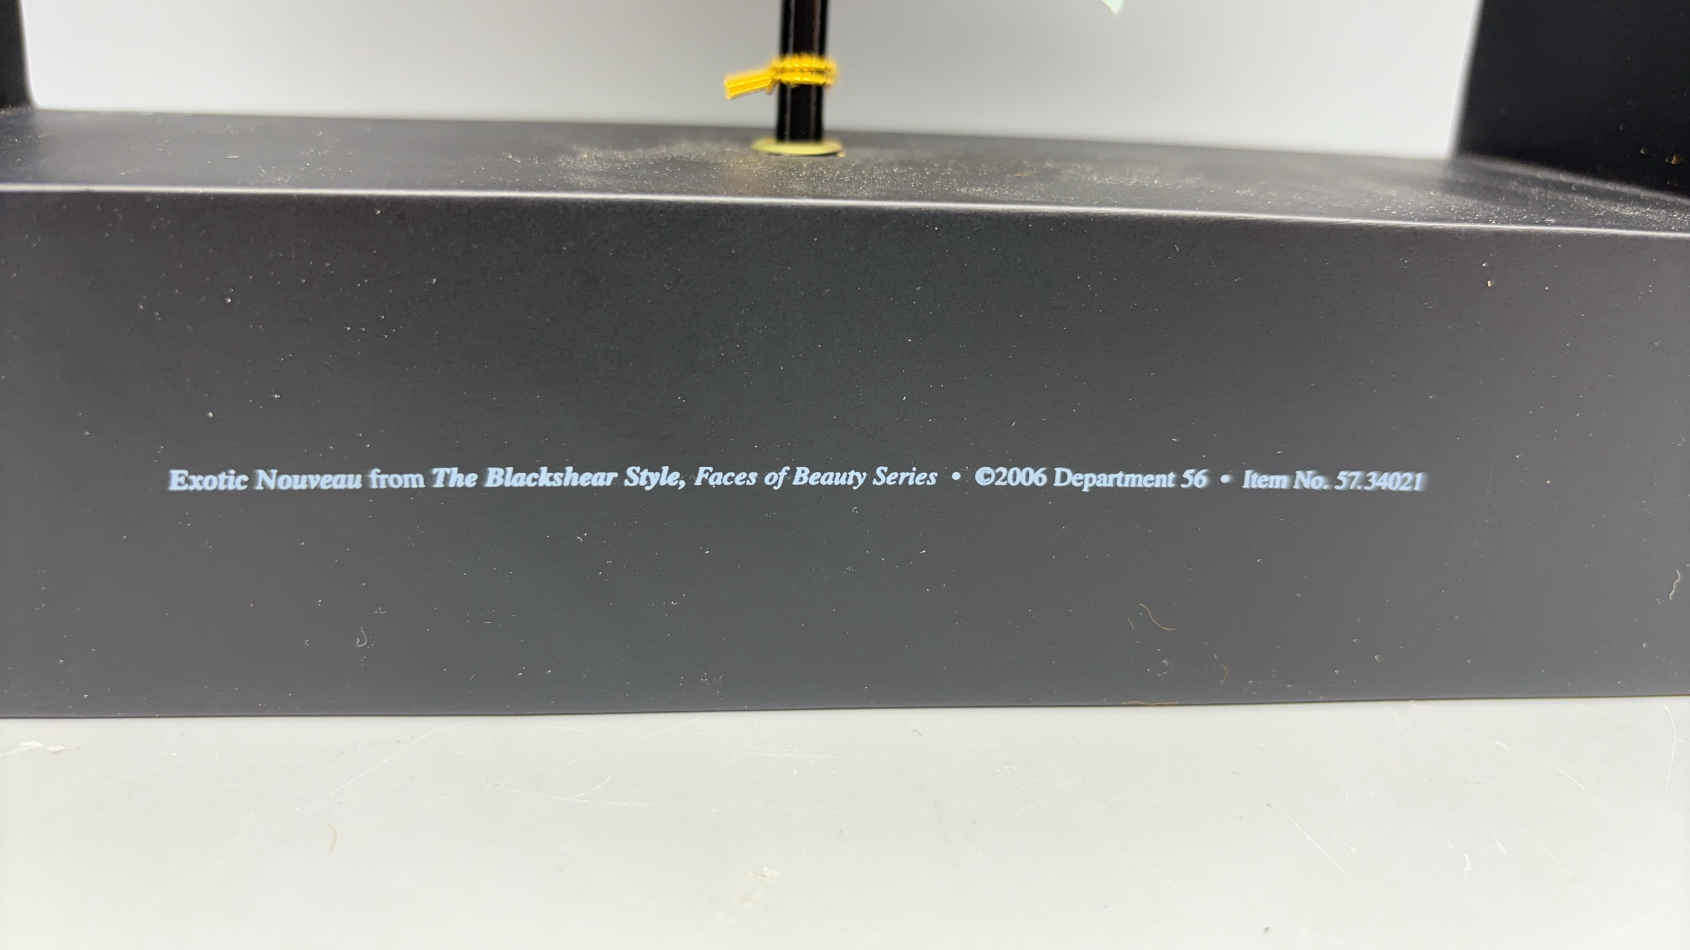 Exotic Nouveau from The Blackshear Style, Faces of Beauty Series • ©2006 Department 56 • Item No. 57.34021